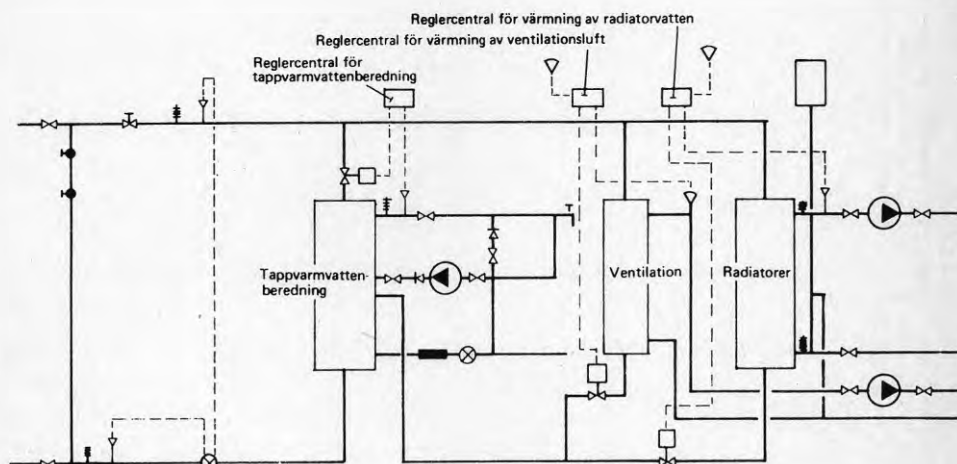 Reglercentral för värmning av radiatorvatten
Reglercentral för värmning av ventilationsluft
Reglercentral för
tappvarmvattenberedning
Tappvarmvatten-
beredning
Ventilation
Radiatorer